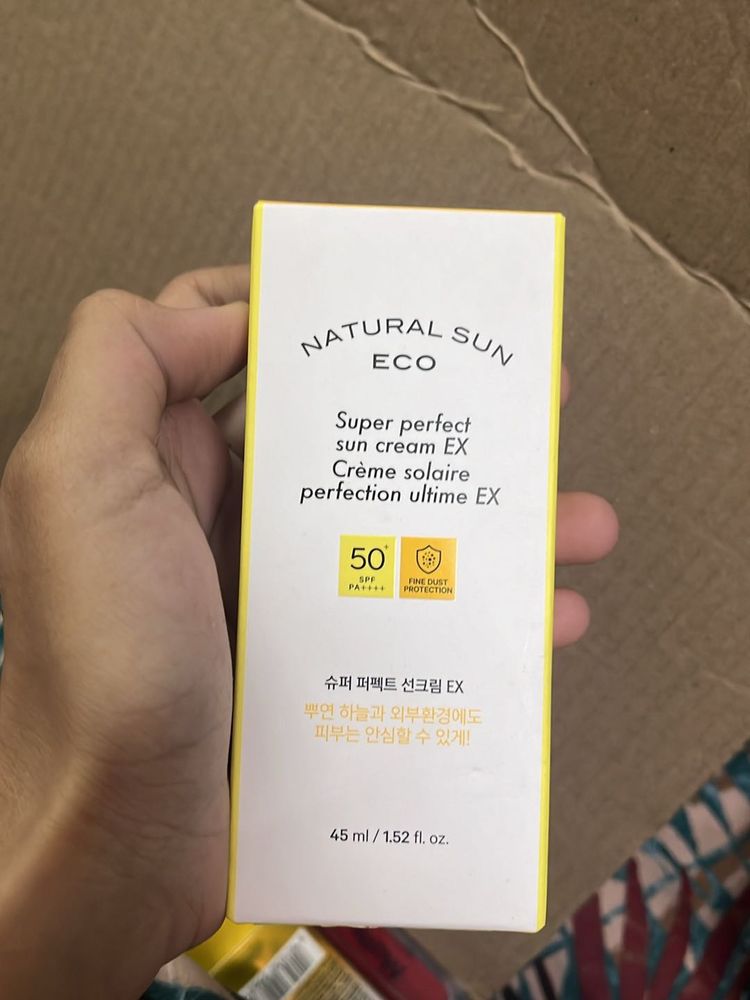 NATURAL SUN
ECO
Super perfect
sun cream EX
Crème solaire
perfection ultime EX
50+
SPF
PA++++
FINE DUST
PROTECTION
슈퍼 퍼펙트 선크림 EX
뿌연 하늘과 외부환경에도
피부는 안심할 수 있게!
45 ml / 1.52 fl. oz.